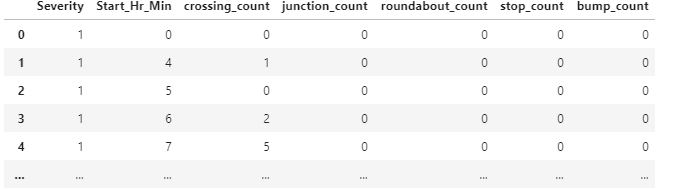 Severity Start_Hr_Min crossing_count junction_count roundabout_count stop_count bump_count
0 1 0 0 0 0 0 0
1 1 4 1 0 0 0 0
2 1 5 0 0 0 0 0
3 1 6 2 0 0 0 0
4 1 7 5 0 0 0 0
... ... ... ... ... ... ... ...